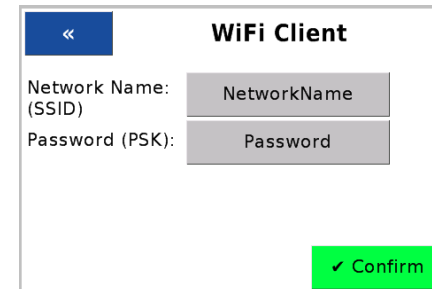 «
WiFi Client
Network Name:
(SSID)
NetworkName
Password (PSK):
Password
✔ Confirm